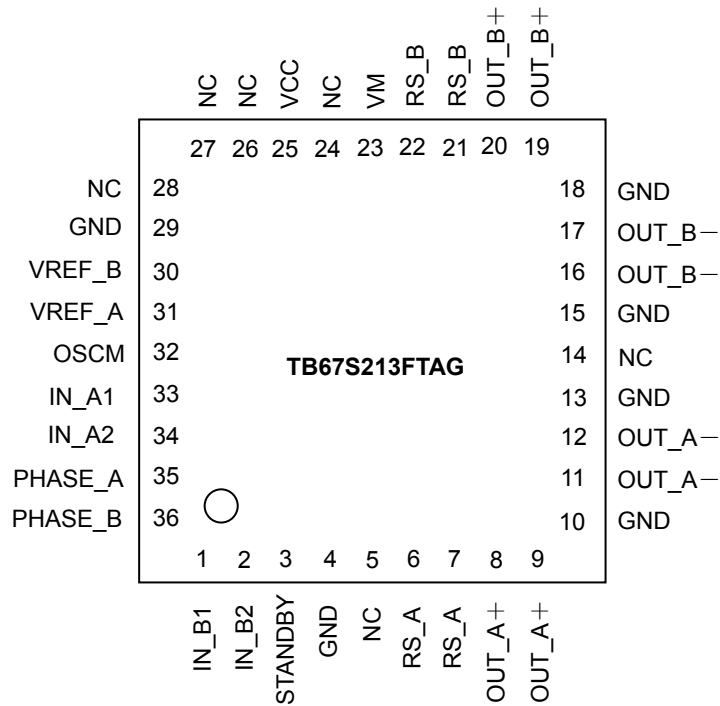 NC
NC
VCC
NC
VM
RS_B
RS_B
OUT_B+
OUT_B+
27 26 25 24 23 22 21 20 19
NC 28
GND 29
VREF_B 30
VREF_A 31
OSCM 32
IN_A1 33
IN_A2 34
PHASE_A 35
PHASE_B 36
TB67S213FTAG
18 GND
17 OUT_B−
16 OUT_B−
15 GND
14 NC
13 GND
12 OUT_A−
11 OUT_A−
10 GND
1 2 3 4 5 6 7 8 9
IN_B1
IN_B2
STANDBY
GND
NC
RS_A
RS_A
OUT_A+
OUT_A+